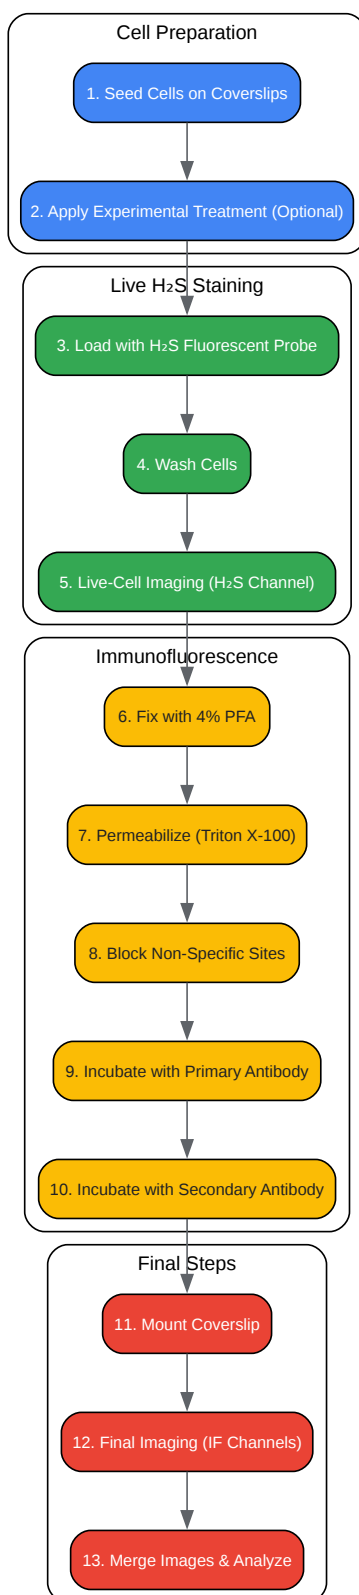 Cell Preparation
1. Seed Cells on Coverslips
2. Apply Experimental Treatment (Optional)
Live H₂S Staining
3. Load with H₂S Fluorescent Probe
4. Wash Cells
5. Live-Cell Imaging (H₂S Channel)
Immunofluorescence
6. Fix with 4% PFA
7. Permeabilize (Triton X-100)
8. Block Non-Specific Sites
9. Incubate with Primary Antibody
10. Incubate with Secondary Antibody
Final Steps
11. Mount Coverslip
12. Final Imaging (IF Channels)
13. Merge Images & Analyze